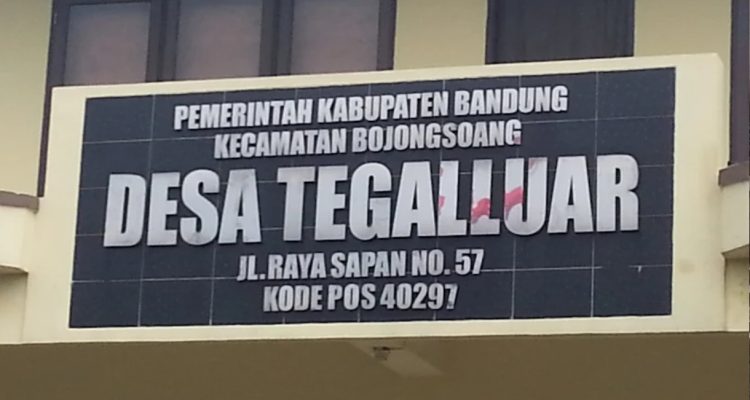 PEMERINTAH KABUPATEN BANDUNG
KECAMATAN BOJONGSOANG
DESA TEGALLUAR
JL. RAYA SAPAN NO. 57
KODE POS 40297